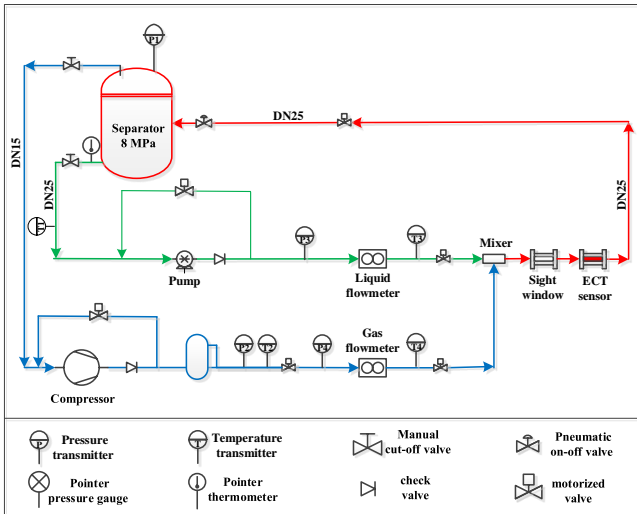 P1
Separator
8 MPa
DN25
DN15
DN25
DN25
P3
T3
Mixer
Pump
Liquid
flowmeter
Sight
window
ECT
sensor
Gas
flowmeter
P2
T2
P4
T4
Compressor
P
Pressure
transmitter
T
Temperature
transmitter
Manual
cut-off valve
Pneumatic
on-off valve
Pointer
pressure gauge
Pointer
thermometer
check
valve
motorized
valve